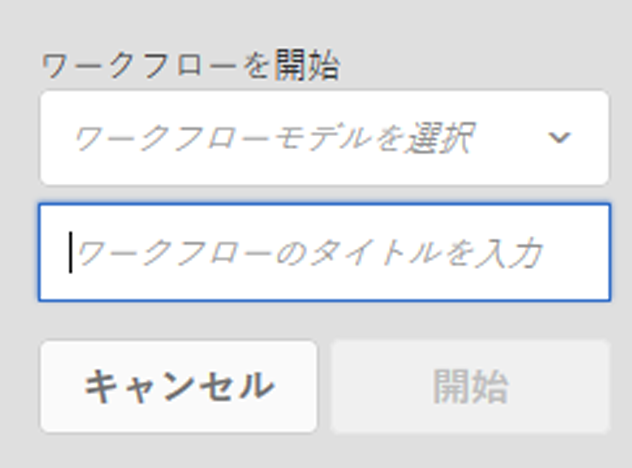 ワークフローを開始
ワークフローモデルを選択
ワークフローのタイトルを入力
キャンセル
開始